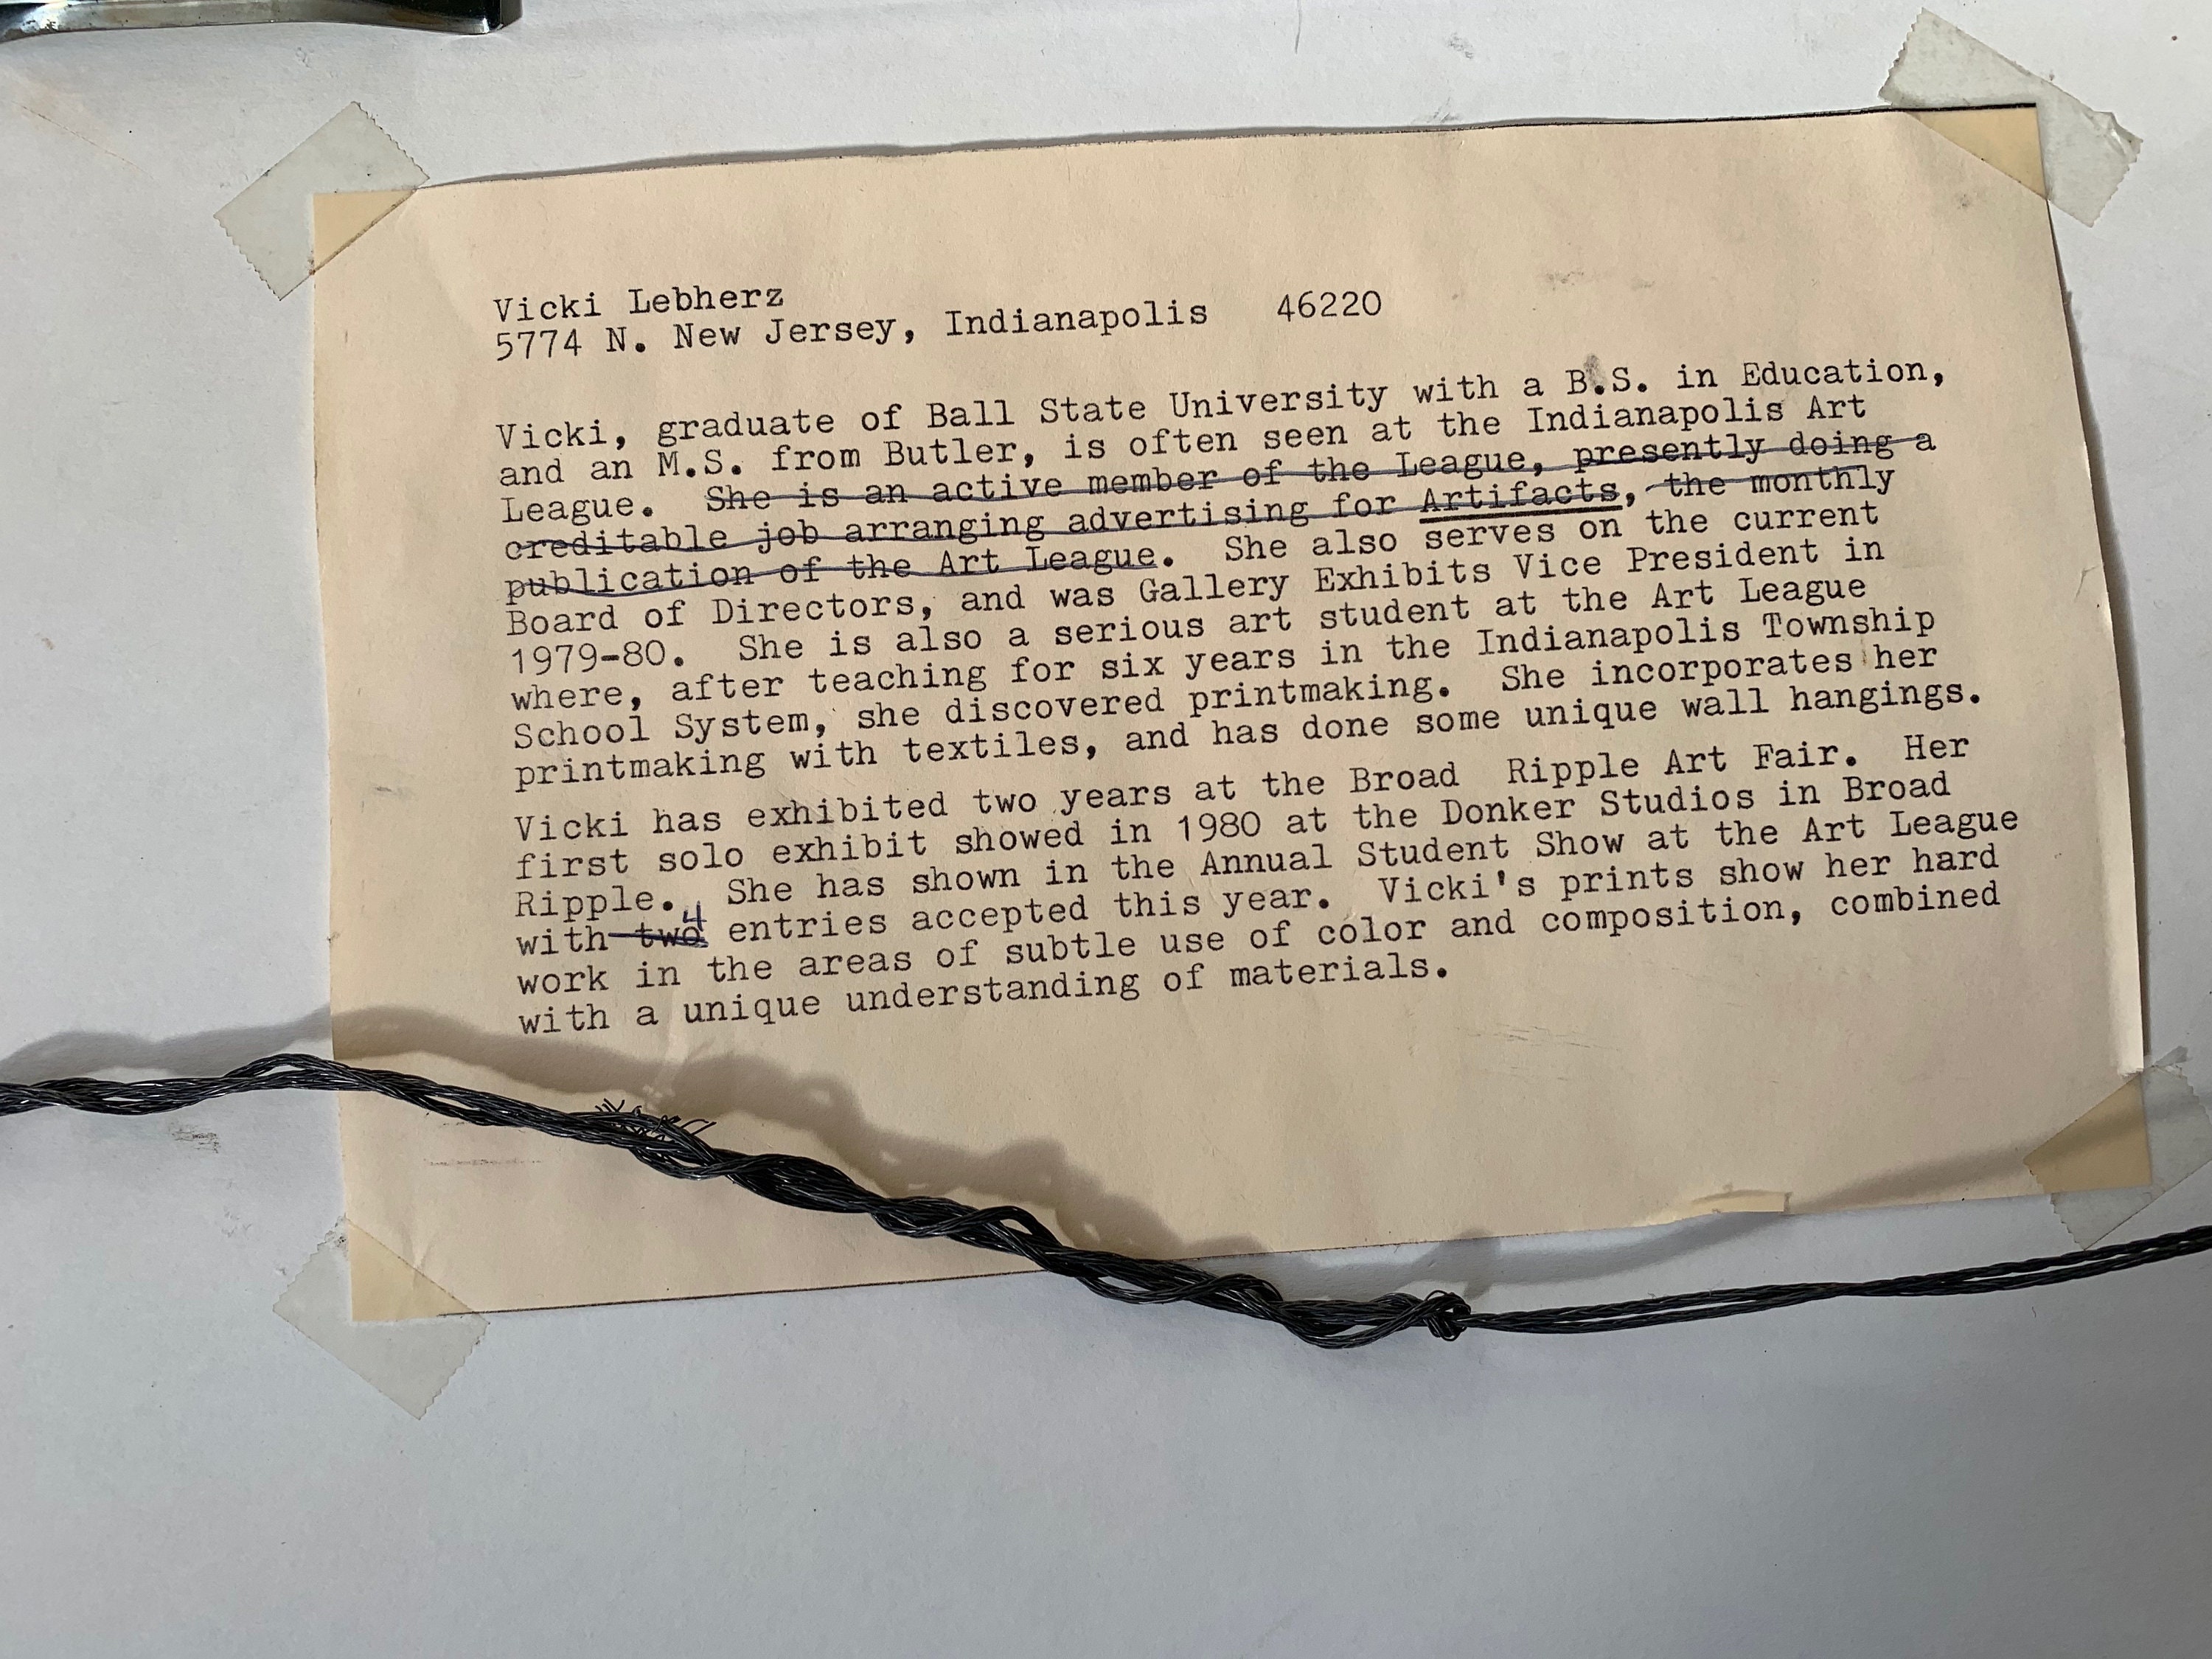 Vicki Lebherz
5774 N. New Jersey, Indianapolis 46220
Vicki, graduate of Ball State University with a B.S. in Education,
and an M.S. from Butler, is often seen at the Indianapolis Art
League. She is an active member of the League, presently doing a
creditable job arranging advertising for Artifacts, the monthly
publication of the Art League. She also serves on the current
Board of Directors, and was Gallery Exhibits Vice President in
1979-80. She is also a serious art student at the Art League
where, after teaching for six years in the Indianapolis Township
School System, she discovered printmaking. She incorporates her
printmaking with textiles, and has done some unique wall hangings.
Vicki has exhibited two years at the Broad Ripple Art Fair. Her
first solo exhibit showed in 1980 at the Donker Studios in Broad
Ripple. She has shown in the Annual Student Show at the Art League
with two 4 entries accepted this year. Vicki's prints show her hard
work in the areas of subtle use of color and composition, combined
with a unique understanding of materials.